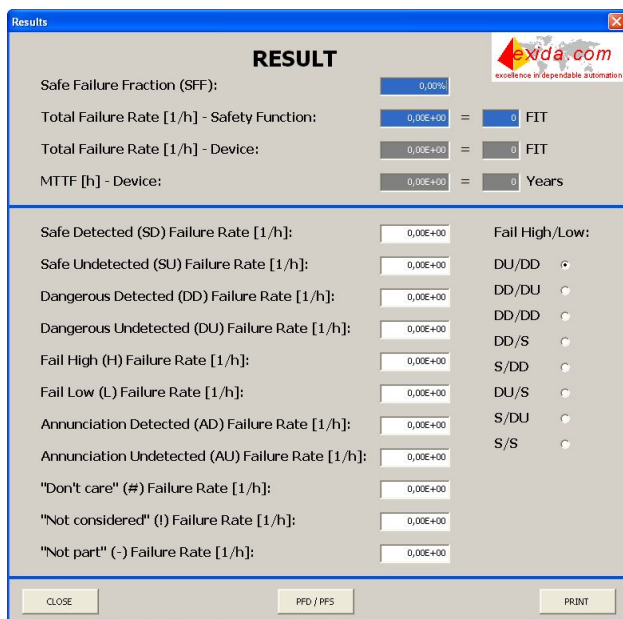 Results
RESULT
exida.com
excellence in dependable automation
Safe Failure Fraction (SFF): 0,00%
Total Failure Rate [1/h] - Safety Function: 0,00E+00 = 0 FIT
Total Failure Rate [1/h] - Device: 0,00E+00 = 0 FIT
MTTF [h] - Device: 0,00E+00 = 0 Years
Safe Detected (SD) Failure Rate [1/h]: 0,00E+00
Safe Undetected (SU) Failure Rate [1/h]: 0,00E+00
Dangerous Detected (DD) Failure Rate [1/h]: 0,00E+00
Dangerous Undetected (DU) Failure Rate [1/h]: 0,00E+00
Fail High (H) Failure Rate [1/h]: 0,00E+00
Fail Low (L) Failure Rate [1/h]: 0,00E+00
Annunciation Detected (AD) Failure Rate [1/h]: 0,00E+00
Annunciation Undetected (AU) Failure Rate [1/h]: 0,00E+00
"Don't care" (#) Failure Rate [1/h]: 0,00E+00
"Not considered" (!) Failure Rate [1/h]: 0,00E+00
"Not part" (-) Failure Rate [1/h]: 0,00E+00
Fail High/Low:
DU/DD
DD/DU
DD/DD
DD/S
S/DD
DU/S
S/DU
S/S
CLOSE
PFD / PFS
PRINT